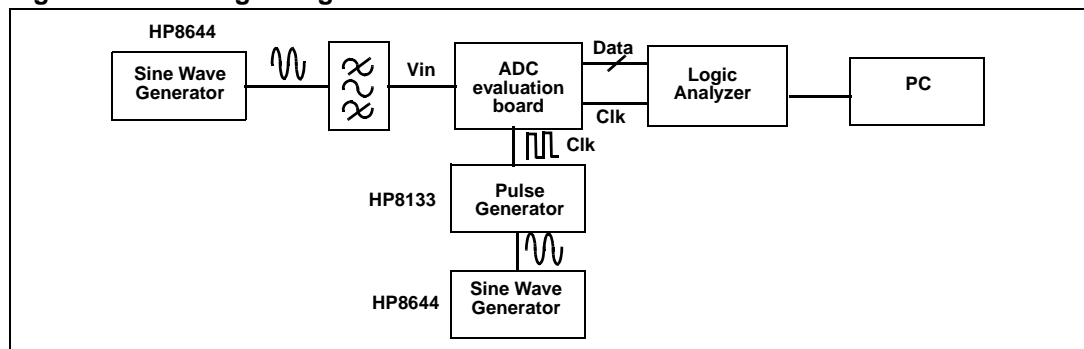 HP8644
Sine Wave
Generator
Vin
ADC
evaluation
board
Data
Clk
Logic
Analyzer
PC
Clk
HP8133
Pulse
Generator
HP8644
Sine Wave
Generator